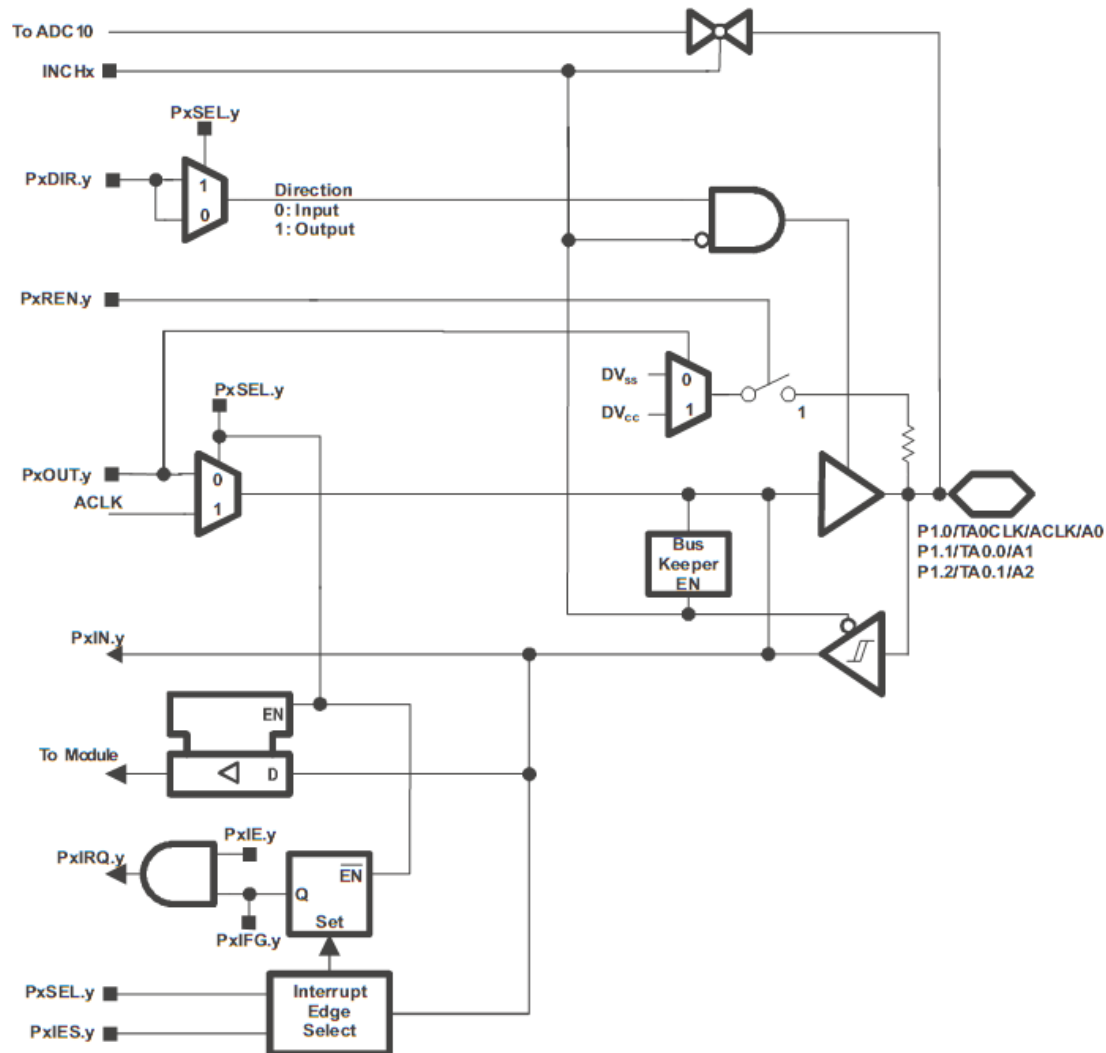 To ADC10
INCHx
PxSEL.y
PxDIR.y
1
0
Direction
0: Input
1: Output
PxREN.y
PxSEL.y
DVss
0
DVcc
1
1
PxOUT.y
0
ACLK
1
Bus
Keeper
EN
P1.0/TA0CLK/ACLK/A0
P1.1/TA0.0/A1
P1.2/TA0.1/A2
PxIN.y
EN
To Module
D
PxIE.y
PxIRQ.y
Q
EN
Set
PxIFG.y
PxSEL.y
PxIES.y
Interrupt
Edge
Select